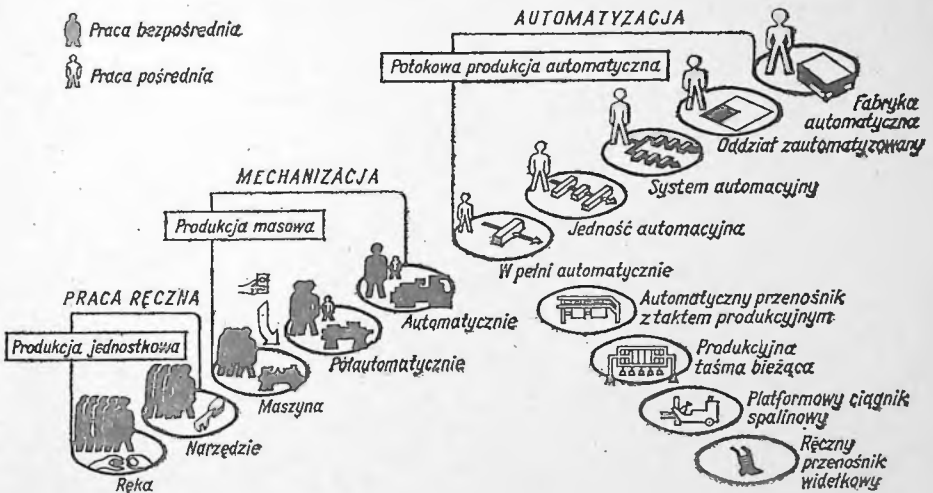 Praca bezpośrednia
Praca pośrednia
AUTOMATYZACJA
Potokowa produkcja automatyczna
Fabryka
automatyczna
Oddział zautomatyzowany
System automacyjny
Jedność automacyjna
W pełni automatycznie
MECHANIZACJA
Produkcja masowa
Automatycznie
Półautomatycznie
Maszyna
PRACA RĘCZNA
Produkcja jednostkowa
Narzędzie
Ręka
Automatyczny przenośnik
z taktem produkcyjnym
Produkcyjna
taśma bieżąca
Platformowy ciągnik
spalinowy
Ręczny
przenośnik
widełkowy